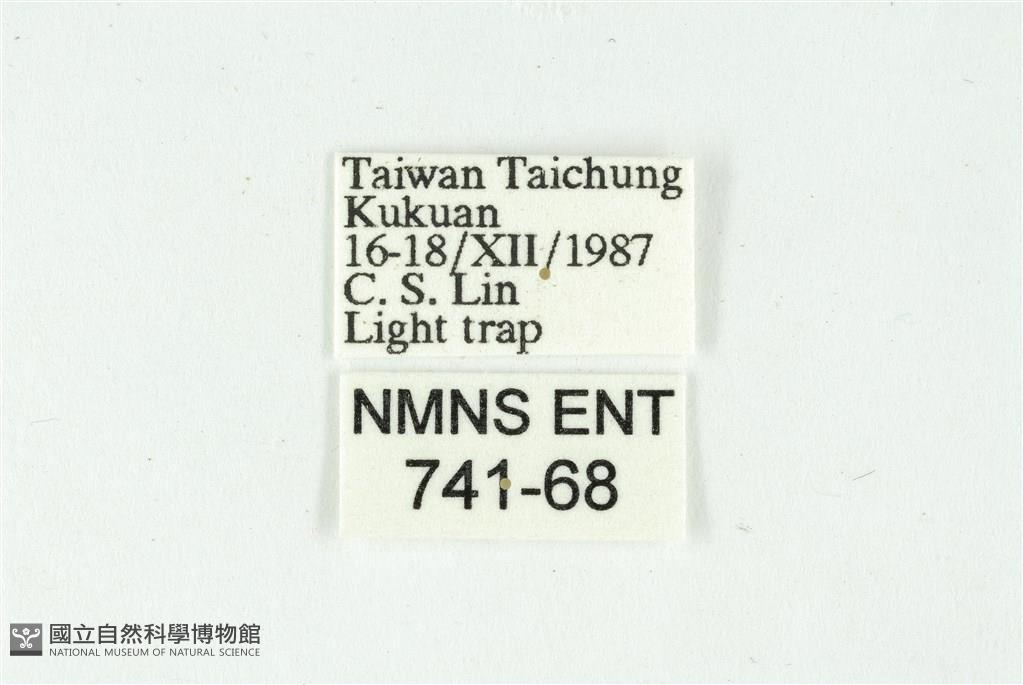 Taiwan Taichung
Kukuan
16-18/XII/1987
C. S. Lin
Light trap
NMNS ENT
741-68
國立自然科學博物館
NATIONAL MUSEUM OF NATURAL SCIENCE